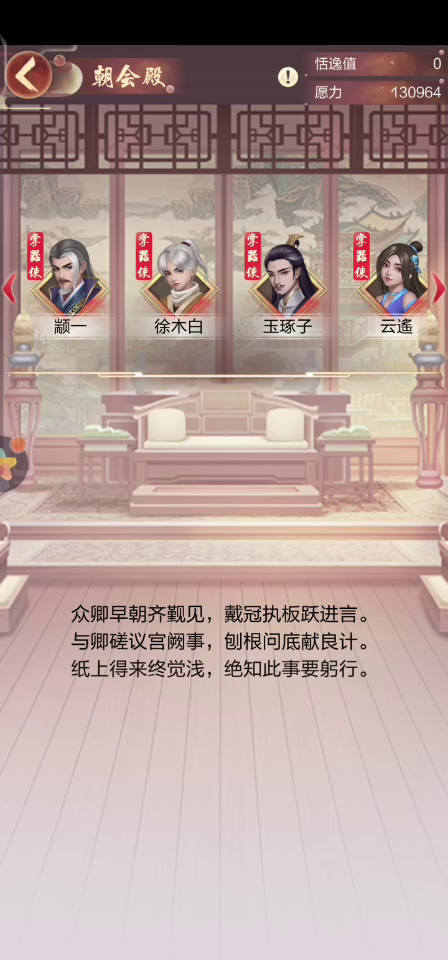 朝会殿
!
恬逸值 0
愿力 130964
掌器使 掌器使 掌器使 掌器使
颛一 徐木白 玉琢子 云遥
众卿早朝齐觐见，戴冠执板跃进言。
与卿磋议宫阙事，刨根问底献良计。
纸上得来终觉浅，绝知此事要躬行。